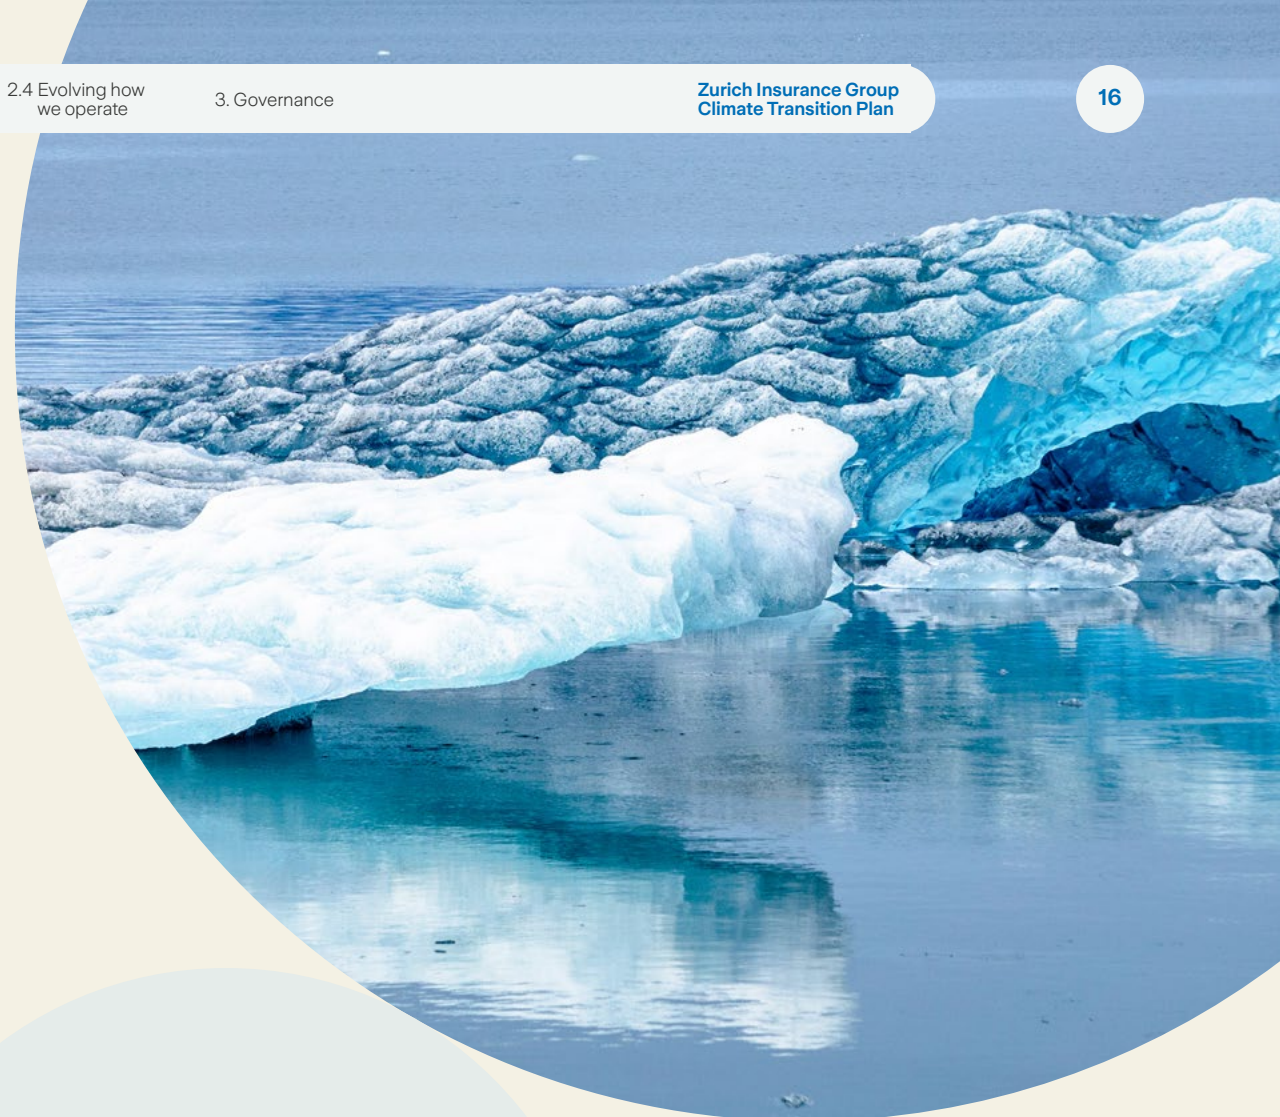 2.4 Evolving how
we operate
3. Governance
Zurich Insurance Group
Climate Transition Plan
16